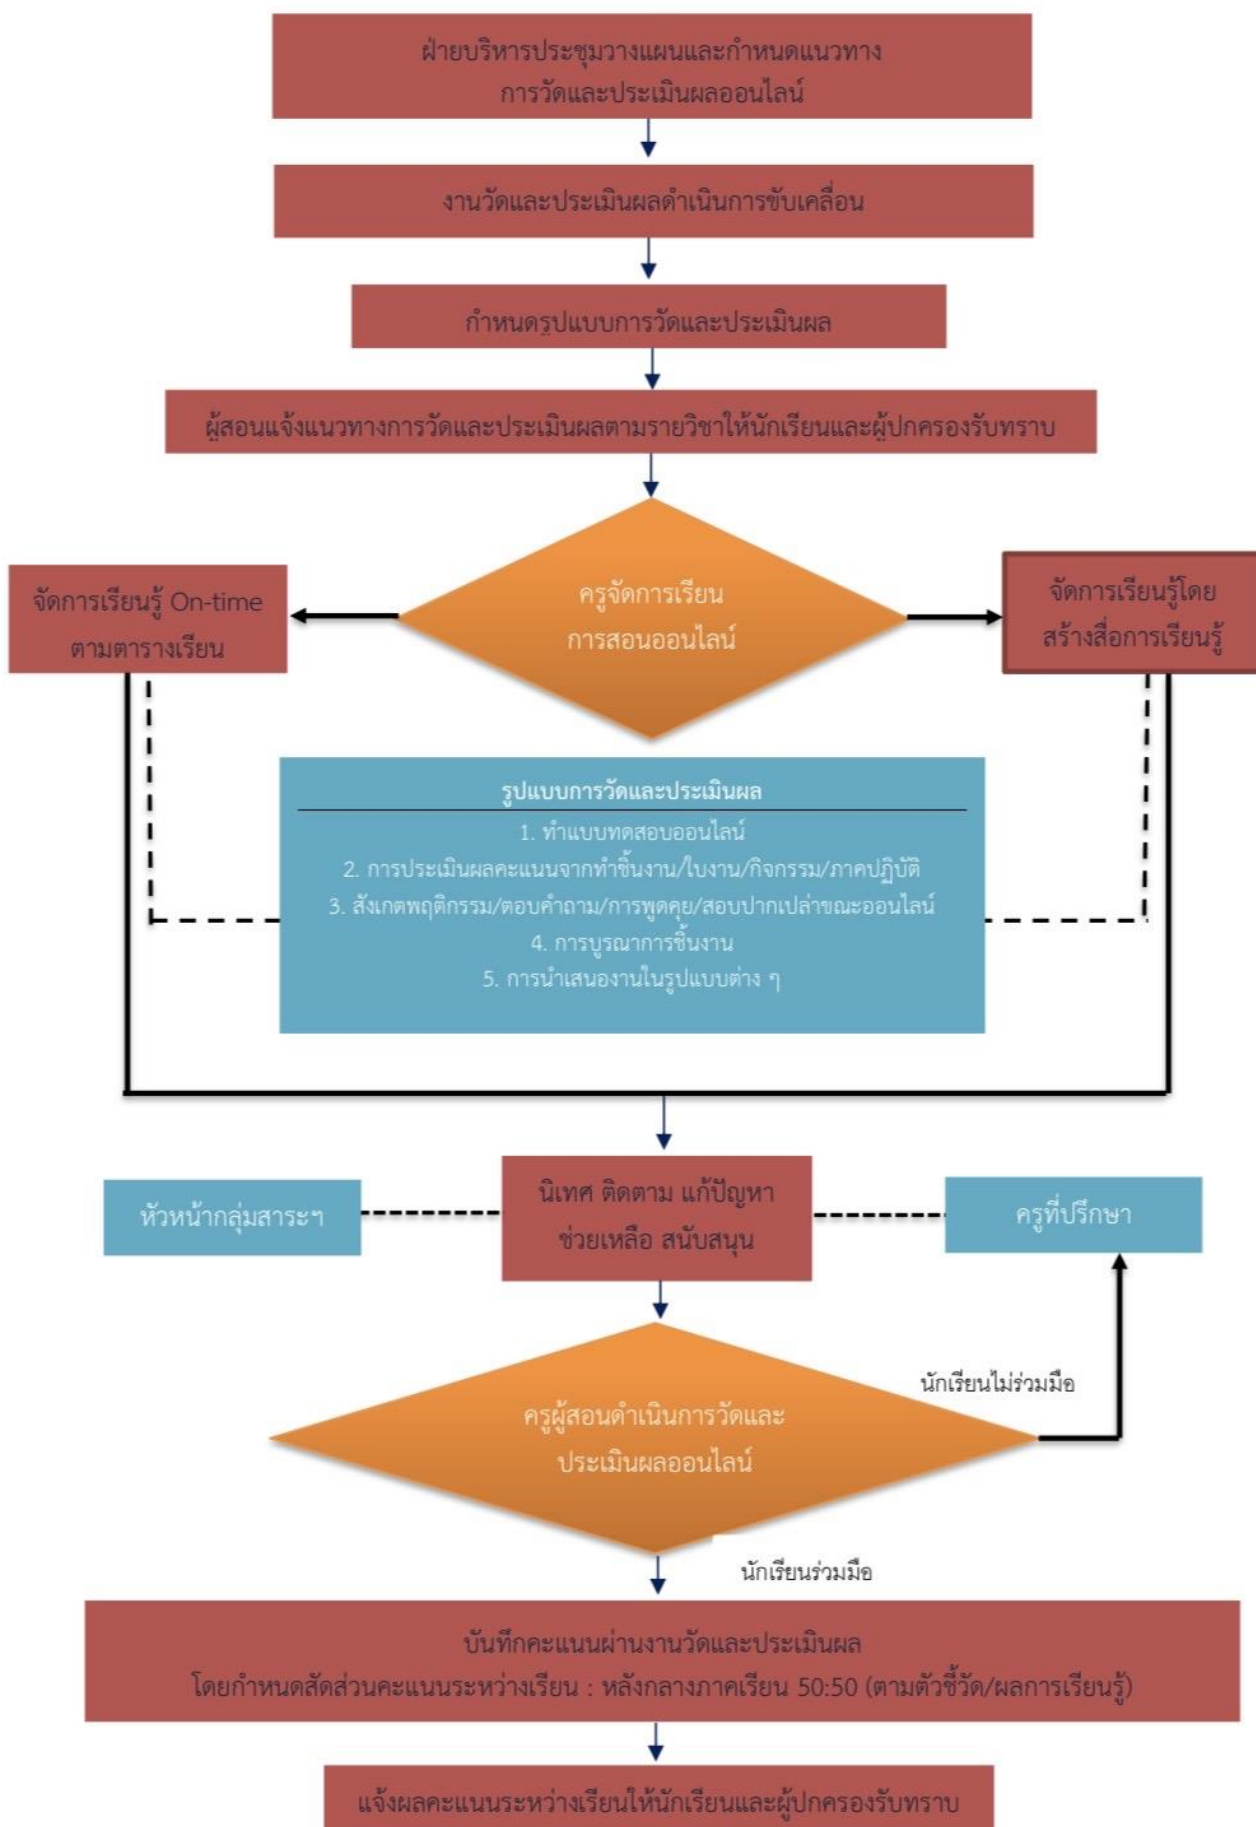 ฝ่ายบริหารประชุมวางแผนและกำหนดแนวทาง
การวัดและประเมินผลออนไลน์
งานวัดและประเมินผลดำเนินการขับเคลื่อน
กำหนดรูปแบบการวัดและประเมินผล
ผู้สอนแจ้งแนวทางการวัดและประเมินผลตามรายวิชาให้นักเรียนและผู้ปกครองรับทราบ
ครูจัดการเรียน
การสอนออนไลน์
จัดการเรียนรู้ On-time
ตามตารางเรียน
จัดการเรียนรู้โดย
สร้างสื่อการเรียนรู้
รูปแบบการวัดและประเมินผล
1. ทำแบบทดสอบออนไลน์
2. การประเมินผลคะแนนจากทำชิ้นงาน/ใบงาน/กิจกรรม/ภาคปฏิบัติ
3. สังเกตพฤติกรรม/ตอบคำถาม/การพูดคุย/สอบปากเปล่าขณะออนไลน์
4. การบูรณาการชิ้นงาน
5. การนำเสนองานในรูปแบบต่าง ๆ
หัวหน้ากลุ่มสาระฯ
นิเทศ ติดตาม แก้ปัญหา
ช่วยเหลือ สนับสนุน
ครูที่ปรึกษา
นักเรียนไม่ร่วมมือ
ครูผู้สอนดำเนินการวัดและ
ประเมินผลออนไลน์
นักเรียนร่วมมือ
บันทึกคะแนนผ่านงานวัดและประเมินผล
โดยกำหนดสัดส่วนคะแนนระหว่างเรียน : หลังกลางภาคเรียน 50:50 (ตามตัวชี้วัด/ผลการเรียนรู้)
แจ้งผลคะแนนระหว่างเรียนให้นักเรียนและผู้ปกครองรับทราบ